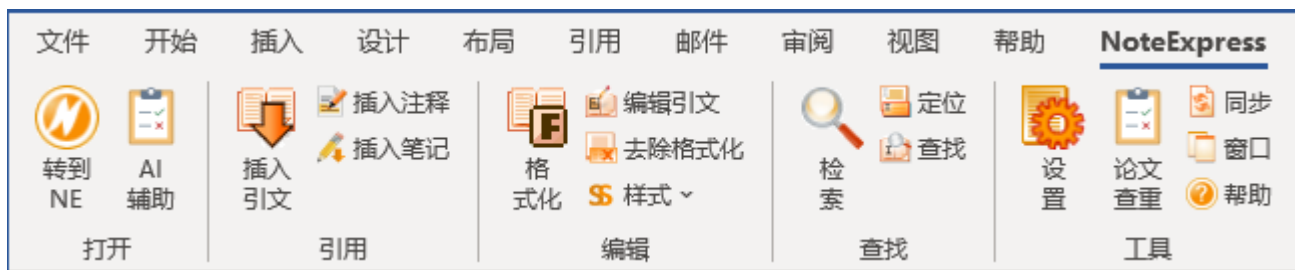 文件 开始 插入 设计 布局 引用 邮件 审阅 视图 帮助 NoteExpress
转到
NE
AI
辅助
打开
插入
引文
插入注释
插入笔记
引用
格
式化
编辑引文
去除格式化
样式
编辑
检
索
定位
查找
查找
设
置
论文
查重
同步
窗口
帮助
工具